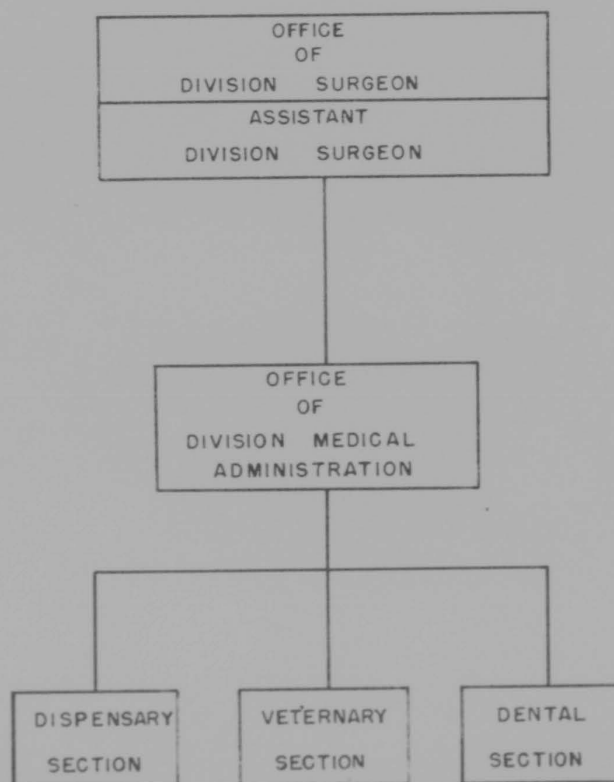 OFFICE
OF
DIVISION SURGEON
ASSISTANT
DIVISION SURGEON
OFFICE
OF
DIVISION MEDICAL
ADMINISTRATION
DISPENSARY
SECTION
VETERNARY
SECTION
DENTAL
SECTION